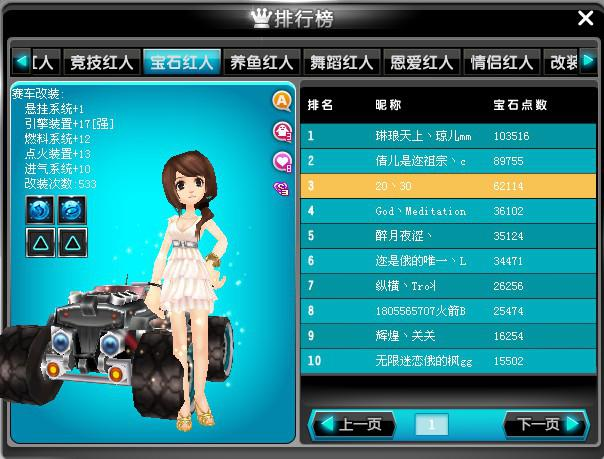 排行榜
红人 竞技红人 宝石红人 养鱼红人 舞蹈红人 恩爱红人 情侣红人 改装
赛车改装:
悬挂系统+1
引擎装置+17[强]
燃料系统+12
点火装置+13
进气系统+10
改装次数:533
A
排名 昵称 宝石点数
1 琳琅天上丶琼儿mm 103516
2 倩儿是迩祖宗丶c 89755
3 20丶30 62114
4 God丶Meditation 36102
5 醉月夜涩丶 35124
6 迩是俄的唯一丶L 34471
7 纵横丶Tro 26256
8 1805565707火箭B 25474
9 辉煌丶关关 16254
10 无限迷恋俄的枫gg 15502
上一页 1 下一页